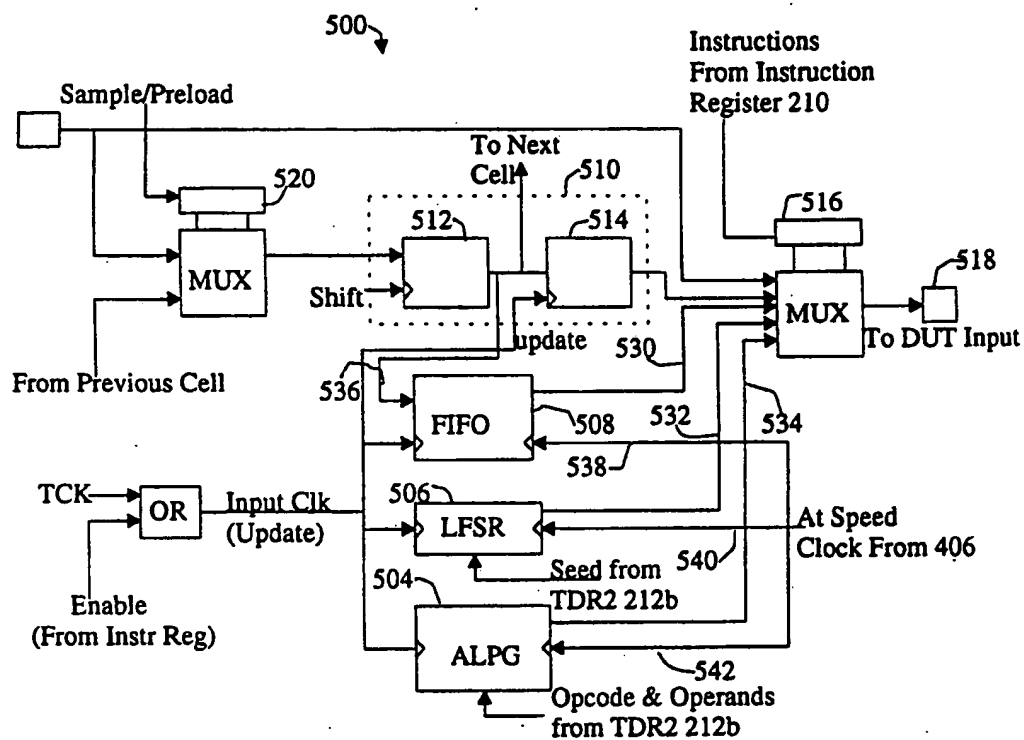 500
Instructions
From Instruction
Register 210
Sample/Preload
To Next
Cell
510
520
512
514
516
518
MUX
Shift
MUX
To DUT Input
update
530
From Previous Cell
536
FIFO
508
532
534
538
TCK
OR
Input Clk
(Update)
506
LFSR
At Speed
Clock From 406
540
504
Seed from
TDR2 212b
Enable
(From Instr Reg)
ALPG
542
Opcode & Operands
from TDR2 212b